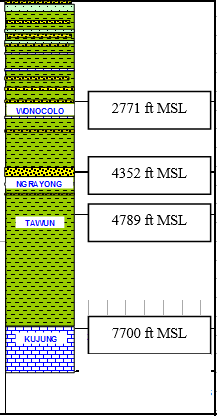 WONOCOLO
2771 ft MSL
4352 ft MSL
NGRAYONG
4789 ft MSL
TAWUN
7700 ft MSL
KUJUNG